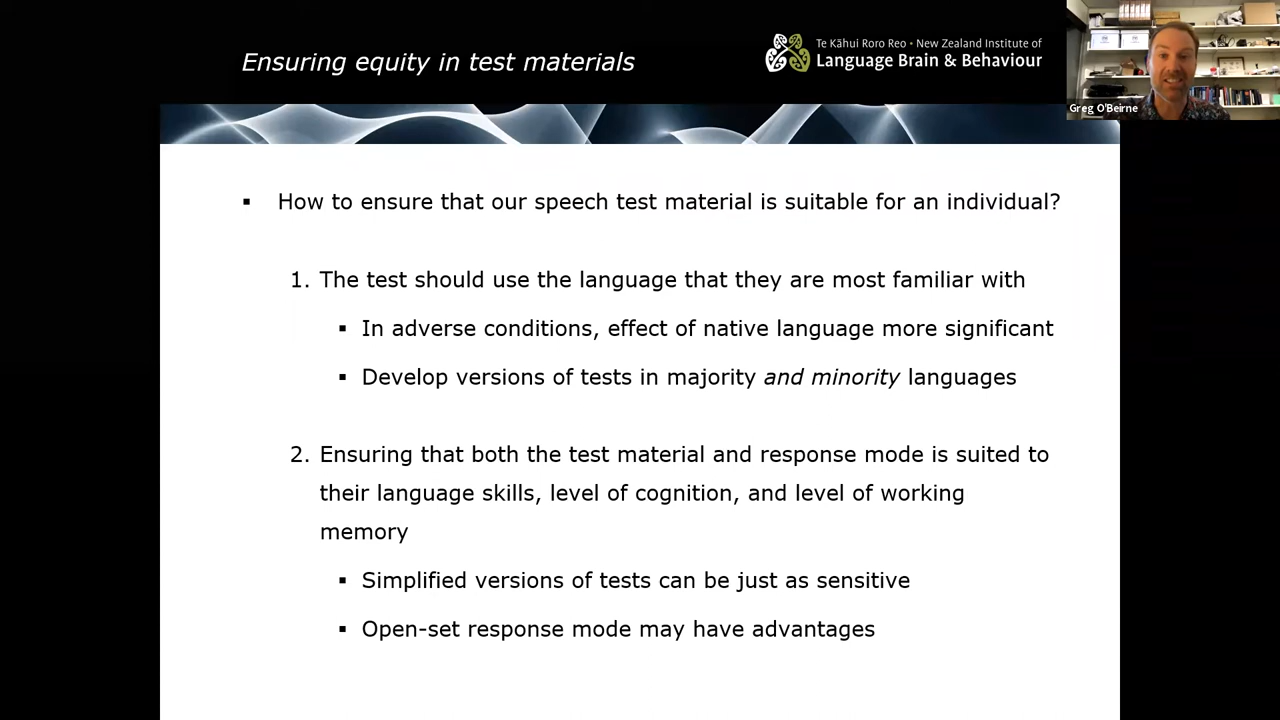 Ensuring equity in test materials
Te Kāhui Roro Reo • New Zealand Institute of
Language Brain & Behaviour
Greg O'Beirne
▪ How to ensure that our speech test material is suitable for an individual?
1. The test should use the language that they are most familiar with
▪ In adverse conditions, effect of native language more significant
▪ Develop versions of tests in majority and minority languages
2. Ensuring that both the test material and response mode is suited to
their language skills, level of cognition, and level of working
memory
▪ Simplified versions of tests can be just as sensitive
▪ Open-set response mode may have advantages